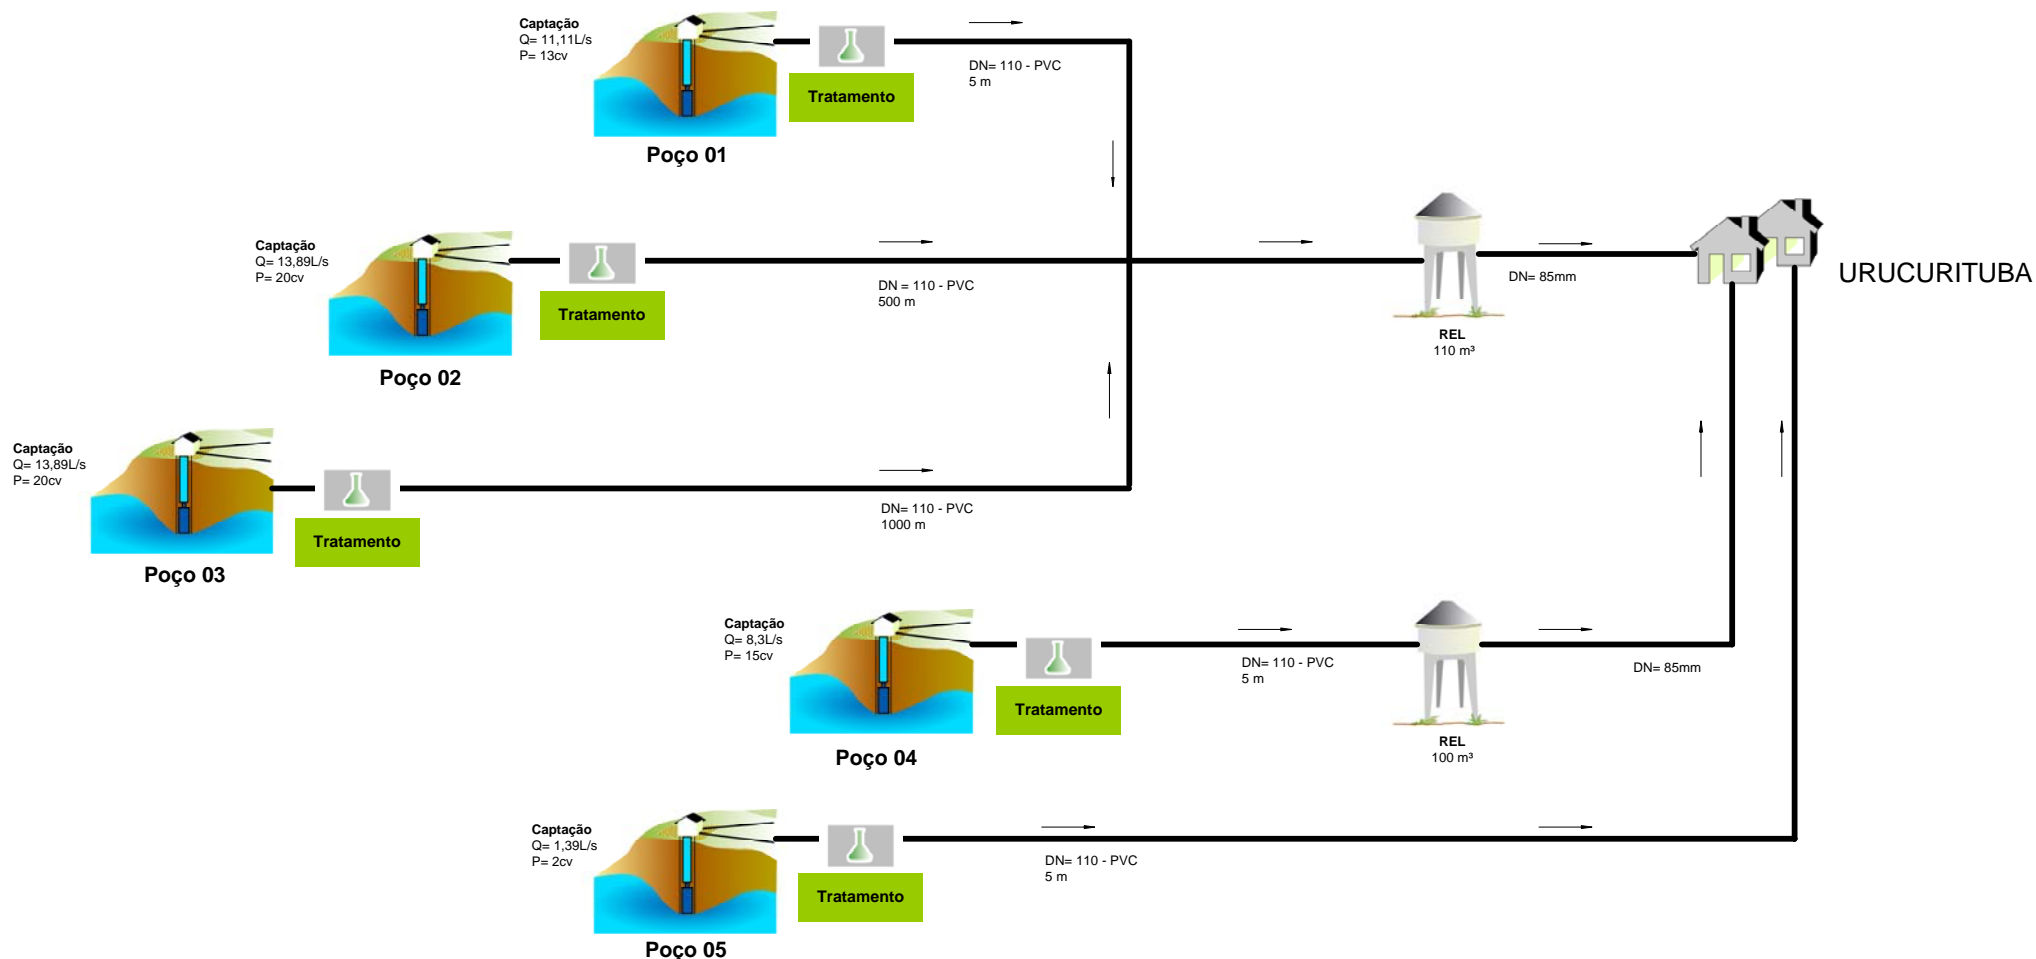 Captação
Q= 11,11L/s
P= 13cv
DN= 110 - PVC
5 m
Tratamento
Poço 01
Captação
Q= 13,89L/s
P= 20cv
DN = 110 - PVC
500 m
Tratamento
Poço 02
DN= 85mm
URUCURITUBA
REL
110 m³
Captação
Q= 13,89L/s
P= 20cv
DN= 110 - PVC
1000 m
Tratamento
Poço 03
Captação
Q= 8,3L/s
P= 15cv
DN= 110 - PVC
5 m
DN= 85mm
Tratamento
Poço 04
REL
100 m³
Captação
Q= 1,39L/s
P= 2cv
DN= 110 - PVC
5 m
Tratamento
Poço 05